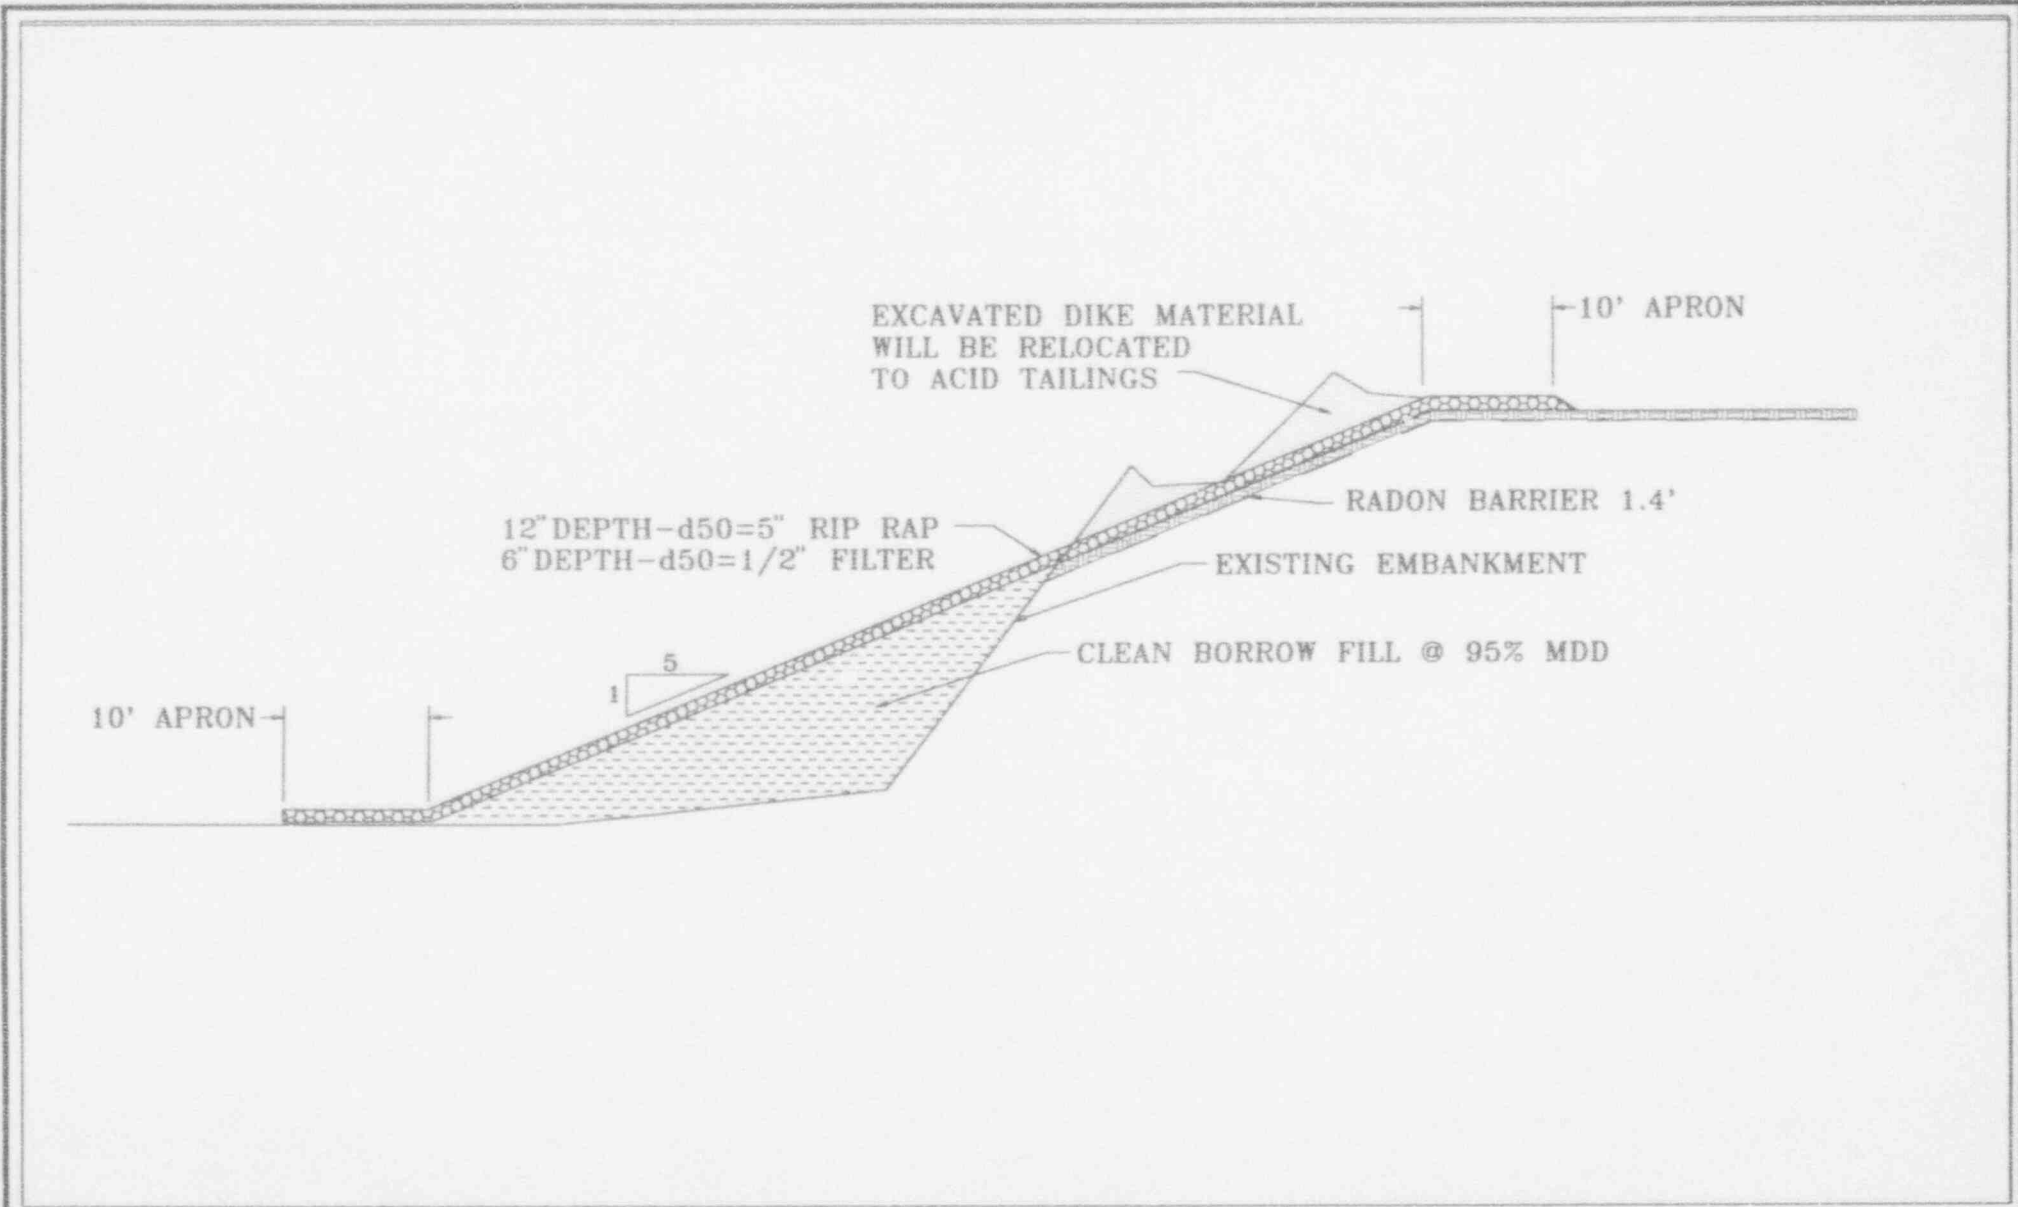 EXCAVATED DIKE MATERIAL
WILL BE RELOCATED
TO ACID TAILINGS
10' APRON
RADON BARRIER 1.4'
12"DEPTH-d50=5" RIP RAP
6"DEPTH-d50=1/2" FILTER
EXISTING EMBANKMENT
CLEAN BORROW FILL @ 95% MDD
5
1
10' APRON